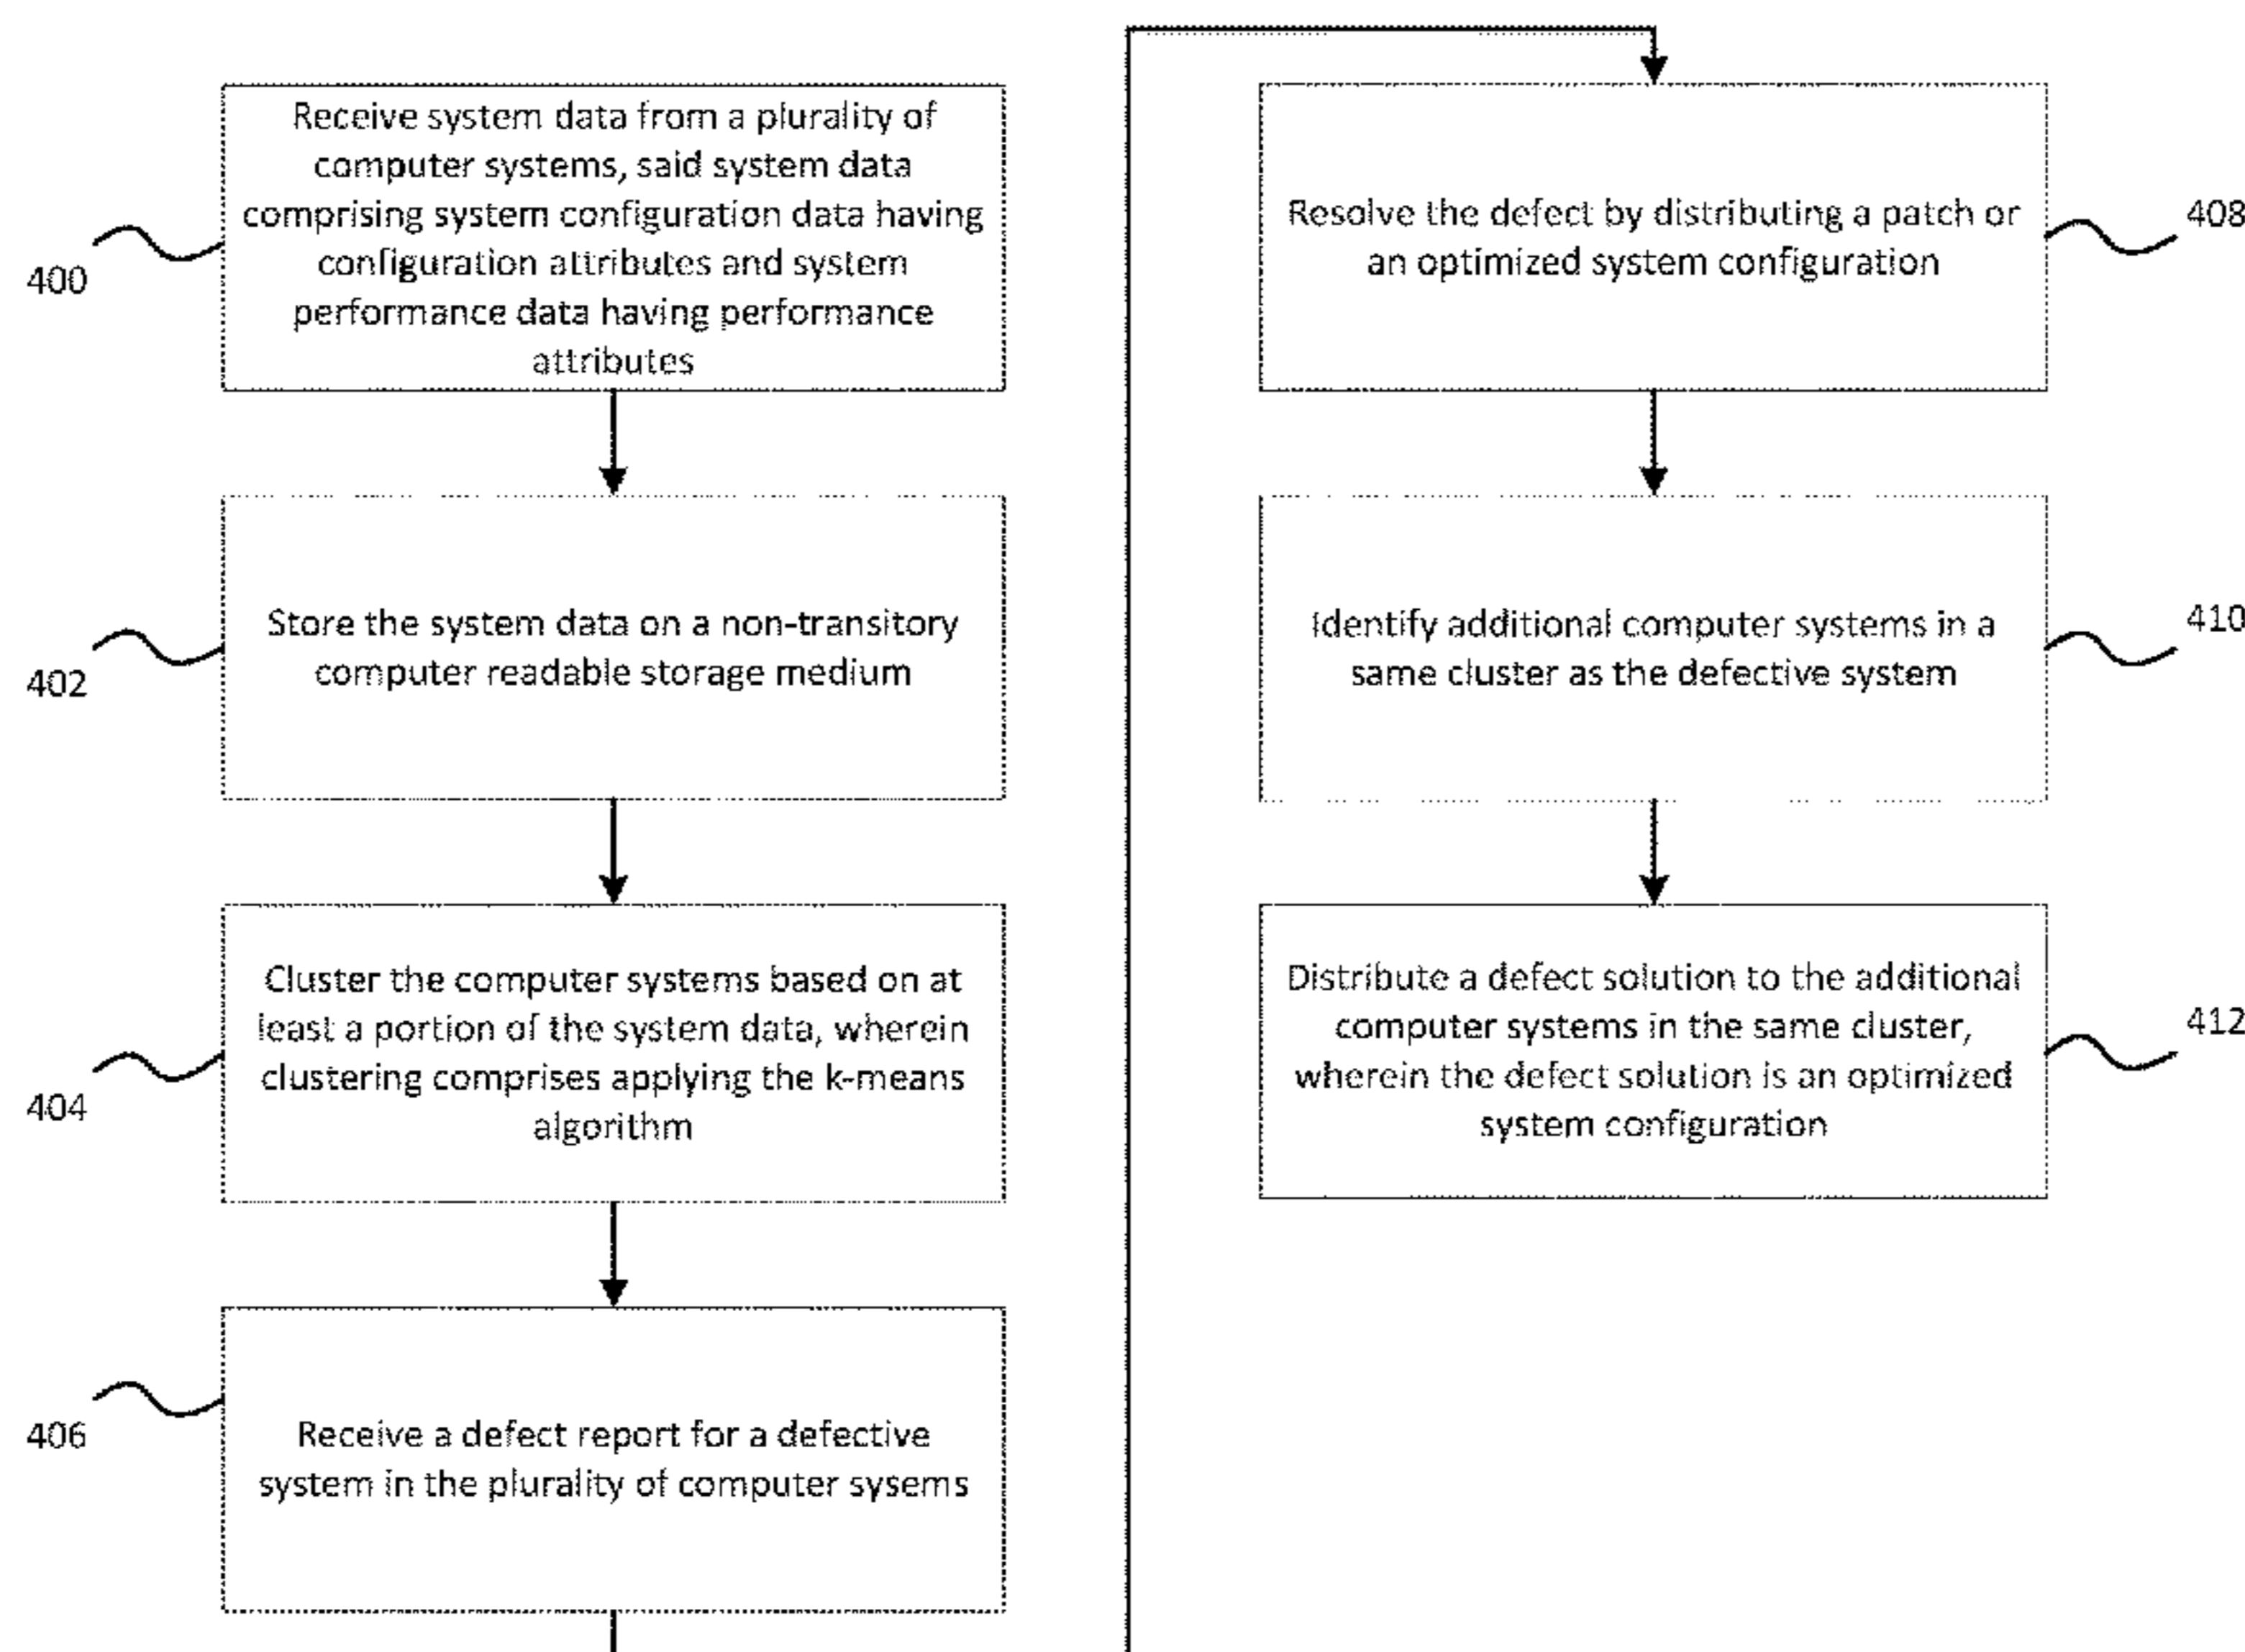 Receive system data from a plurality of
computer systems, said system data
comprising system configuration data having
configuration attributes and system
performance data having performance
attributes
400
Store the system data on a non-transitory
computer readable storage medium
402
Cluster the computer systems based on at
least a portion of the system data, wherein
clustering comprises applying the k-means
algorithm
404
Receive a defect report for a defective
system in the plurality of computer sysems
406
Resolve the defect by distributing a patch or
an optimized system configuration
408
Identify additional computer systems in a
same cluster as the defective system
410
Distribute a defect solution to the additional
computer systems in the same cluster,
wherein the defect solution is an optimized
system configuration
412